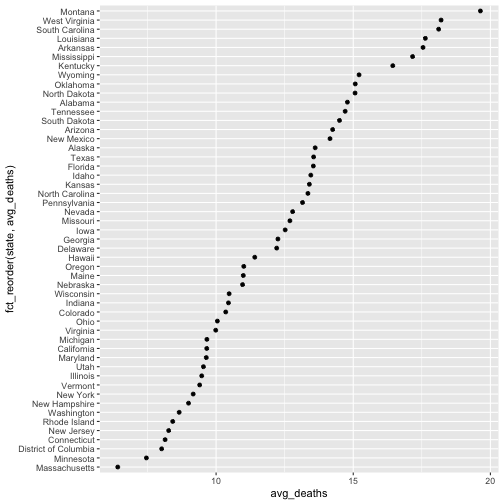 fct_reorder(state, avg_deaths)
Montana
West Virginia
South Carolina
Louisiana
Arkansas
Mississippi
Kentucky
Wyoming
Oklahoma
North Dakota
Alabama
Tennessee
South Dakota
Arizona
New Mexico
Alaska
Texas
Florida
Idaho
Kansas
North Carolina
Pennsylvania
Nevada
Missouri
Iowa
Georgia
Delaware
Hawaii
Oregon
Maine
Nebraska
Wisconsin
Indiana
Colorado
Ohio
Virginia
Michigan
California
Maryland
Utah
Illinois
Vermont
New York
New Hampshire
Washington
Rhode Island
New Jersey
Connecticut
District of Columbia
Minnesota
Massachusetts
10 15 20
avg_deaths